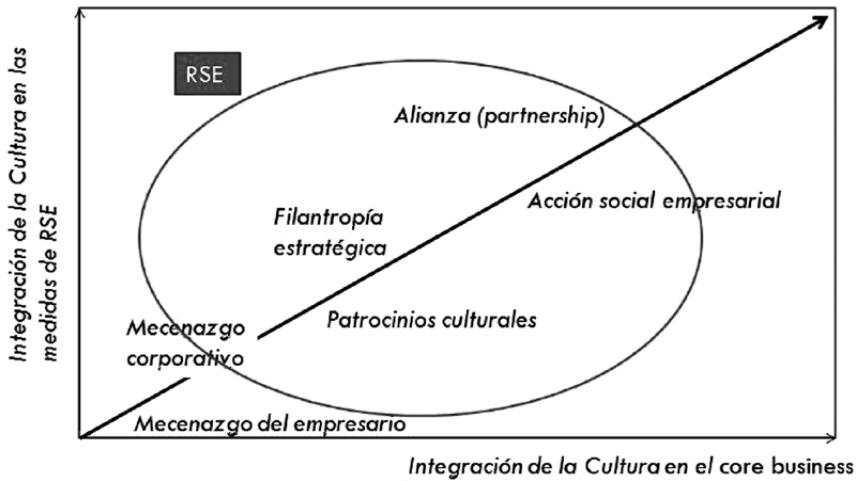 RSE
Integración de la Cultura en las
medidas de RSE
Alianza (partnership)
Acción social empresarial
Filantropía
estratégica
Patrocinios culturales
Mecenazgo
corporativo
Mecenazgo del empresario
Integración de la Cultura en el core business